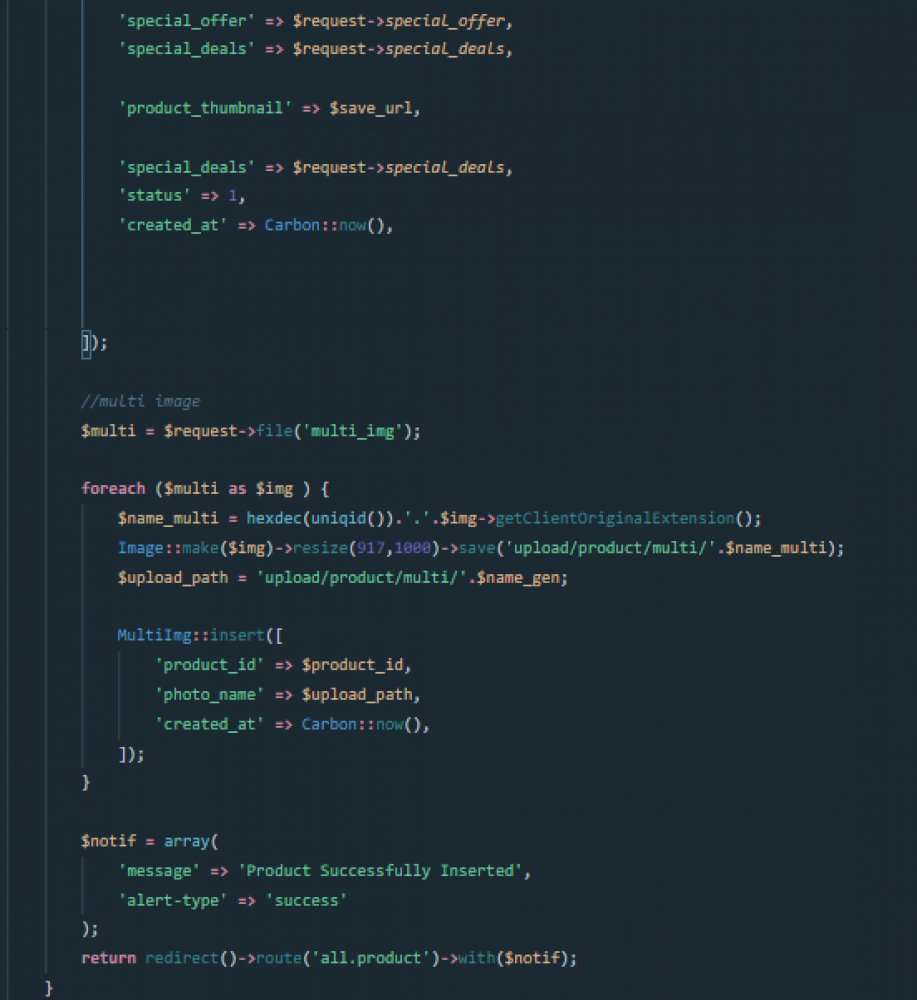 'special_offer' => $request->special_offer,
'special_deals' => $request->special_deals,
'product_thumbnail' => $save_url,
'special_deals' => $request->special_deals,
'status' => 1,
'created_at' => Carbon::now(),
]);
//multi image
$multi = $request->file('multi_img');
foreach ($multi as $img ) {
$name_multi = hexdec(uniqid()).'.'.$img->getClientOriginalExtension();
Image::make($img)->resize(917,1000)->save('upload/product/multi/'.$name_multi);
$upload_path = 'upload/product/multi/'.$name_gen;
MultiImg::insert([
'product_id' => $product_id,
'photo_name' => $upload_path,
'created_at' => Carbon::now(),
]);
}
$notif = array(
'message' => 'Product Successfully Inserted',
'alert-type' => 'success'
);
return redirect()->route('all.product')->with($notif);
}